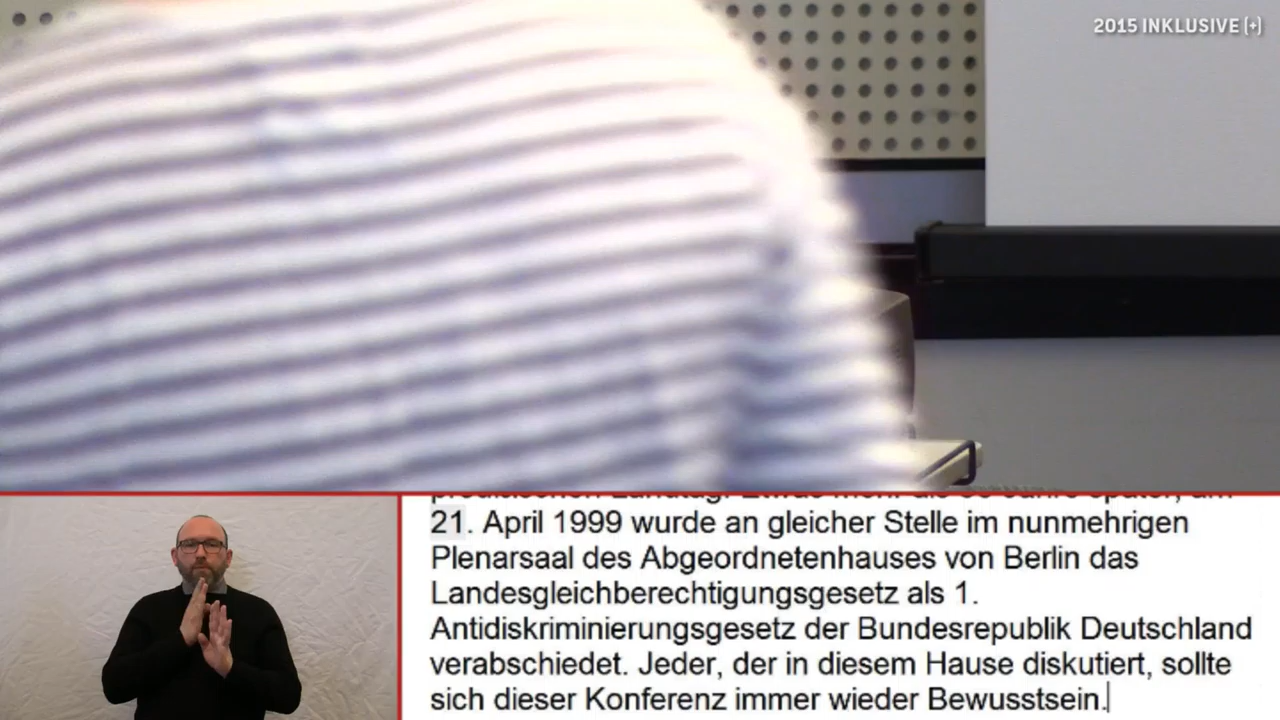 2015 INKLUSIVE (+)
21. April 1999 wurde an gleicher Stelle im nunmehrigen
Plenarsaal des Abgeordnetenhauses von Berlin das
Landesgleichberechtigungsgesetz als 1.
Antidiskriminierungsgesetz der Bundesrepublik Deutschland
verabschiedet. Jeder, der in diesem Hause diskutiert, sollte
sich dieser Konferenz immer wieder Bewusstsein.